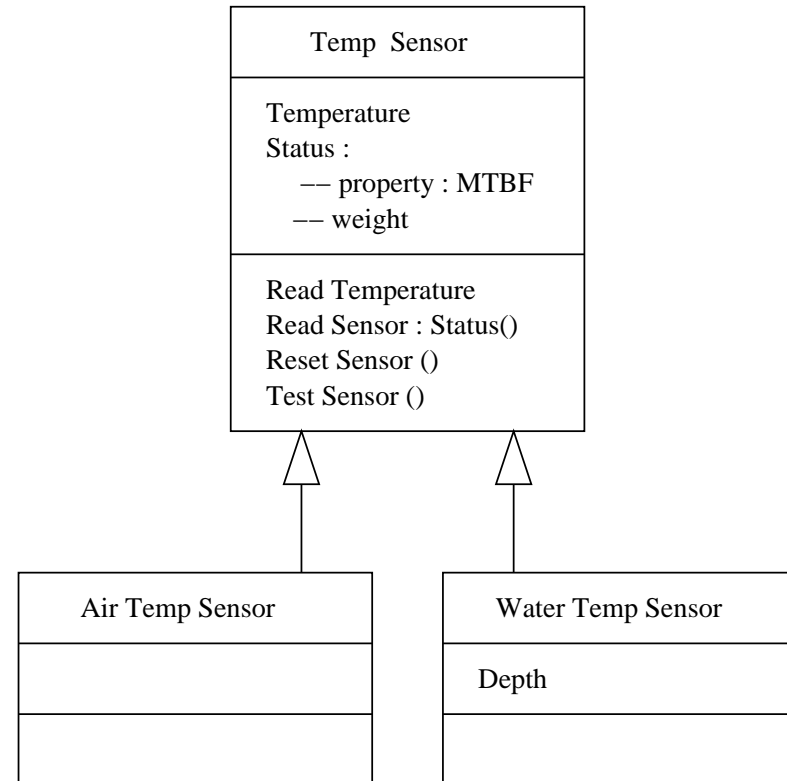 Temp Sensor
Temperature
Status :
–– property : MTBF
–– weight
Read Temperature
Read Sensor : Status()
Reset Sensor ()
Test Sensor ()
Air Temp Sensor
Water Temp Sensor
Depth